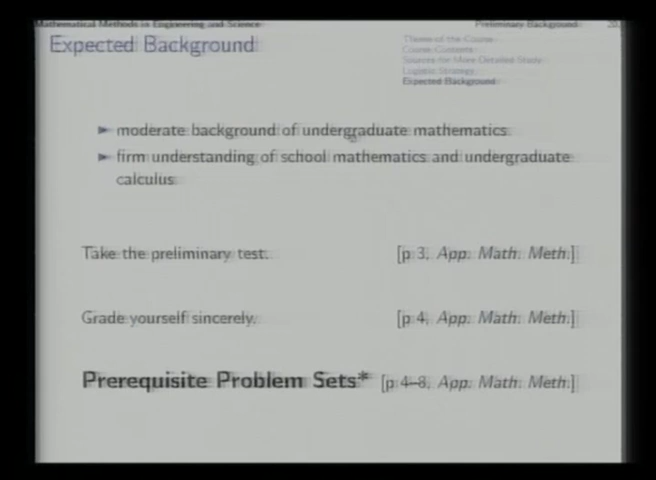 Mathematical Methods in Engineering and Science
Preliminary Background
20,
Expected Background
Theme of the Course
Course Contents
Sources for More Detailed Study
Logistic Strategy
Expected Background
moderate background of undergraduate mathematics
firm understanding of school mathematics and undergraduate
calculus
Take the preliminary test. [p 3, App. Math. Meth.]
Grade yourself sincerely. [p 4, App. Math. Meth.]
Prerequisite Problem Sets* [p 4–8, App. Math. Meth.]